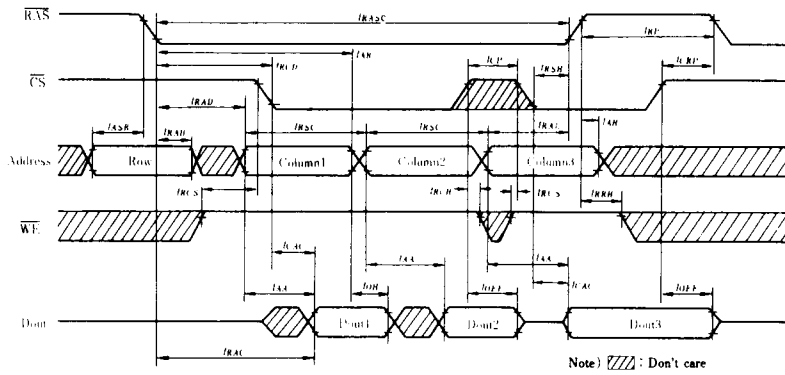 RAS
tRASC
tRP
tRCD
tAR
tCP
tRSH
tCRP
CS
tRAD
tASR
tRAH
tRSC
tRSC
tRAL
tAH
Address
Row
Column1
Column2
Column3
tRCS
tRCH
tRCS
tRRH
WE
tCAC
tAA
tAA
tAA
tOH
tOFF
tCAC
tOFF
Dout
Dout1
Dout2
Dout3
tRAC
Note) : Don't care